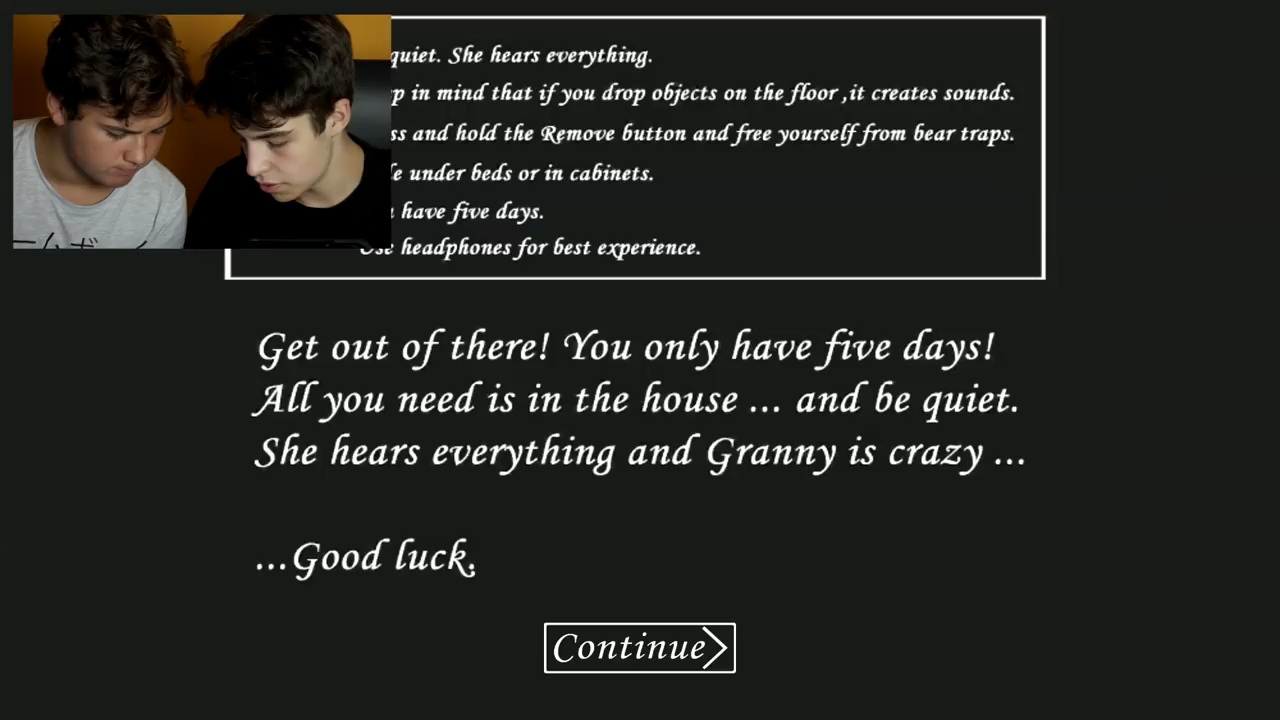 quiet. She hears everything.
in mind that if you drop objects on the floor ,it creates sounds.
and hold the Remove button and free yourself from bear traps.
under beds or in cabinets.
have five days.
Use headphones for best experience.
Get out of there! You only have five days!
All you need is in the house ... and be quiet.
She hears everything and Granny is crazy ...
...Good luck.
Continue>